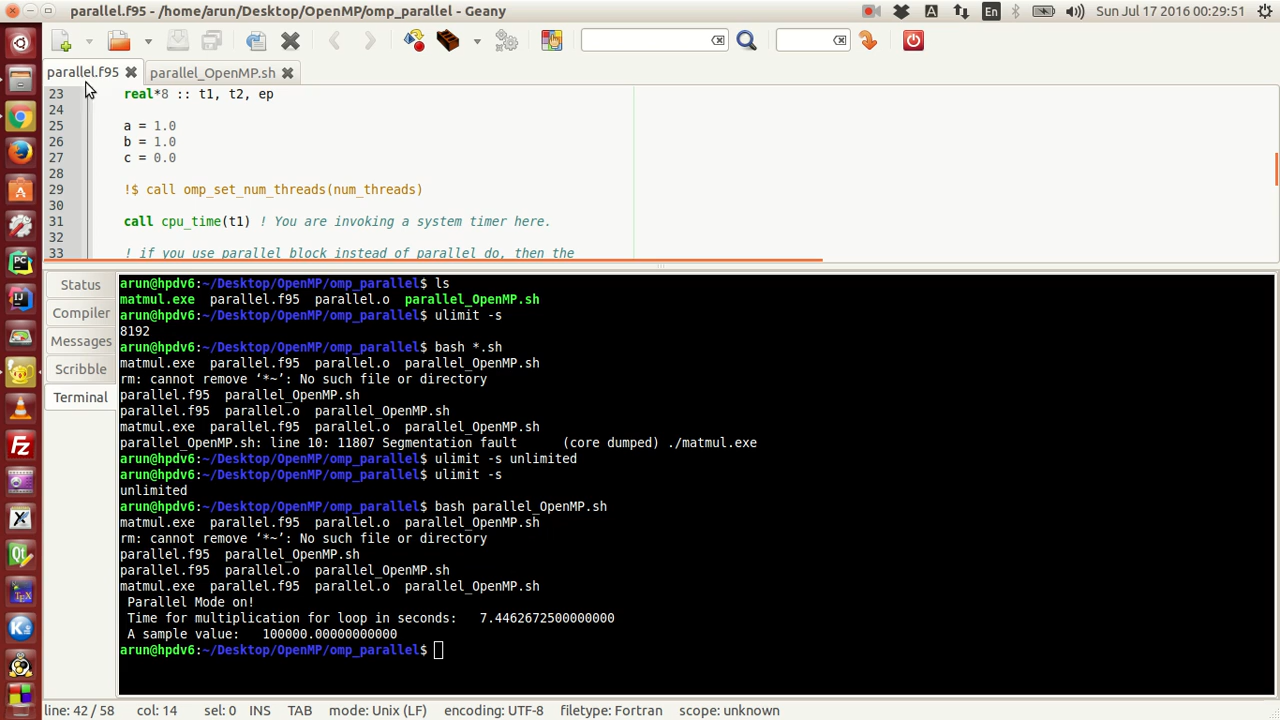 parallel.f95 - /home/arun/Desktop/OpenMP/omp_parallel - Geany
A
En
Sun Jul 17 2016 00:29:51
parallel.f95
parallel_OpenMP.sh
23 real*8 :: t1, t2, ep
24
25 a = 1.0
26 b = 1.0
27 c = 0.0
28
29 !$ call omp_set_num_threads(num_threads)
30
31 call cpu_time(t1) ! You are invoking a system timer here.
32
33 ! if you use parallel block instead of parallel do, then the
Status
Compiler
Messages
Scribble
Terminal
arun@hpdv6:~/Desktop/OpenMP/omp_parallel$ ls
matmul.exe parallel.f95 parallel.o parallel_OpenMP.sh
arun@hpdv6:~/Desktop/OpenMP/omp_parallel$ ulimit -s
8192
arun@hpdv6:~/Desktop/OpenMP/omp_parallel$ bash *.sh
matmul.exe parallel.f95 parallel.o parallel_OpenMP.sh
rm: cannot remove ‘*~’: No such file or directory
parallel.f95 parallel_OpenMP.sh
parallel.f95 parallel.o parallel_OpenMP.sh
matmul.exe parallel.f95 parallel.o parallel_OpenMP.sh
parallel_OpenMP.sh: line 10: 11807 Segmentation fault (core dumped) ./matmul.exe
arun@hpdv6:~/Desktop/OpenMP/omp_parallel$ ulimit -s unlimited
arun@hpdv6:~/Desktop/OpenMP/omp_parallel$ ulimit -s
unlimited
arun@hpdv6:~/Desktop/OpenMP/omp_parallel$ bash parallel_OpenMP.sh
matmul.exe parallel.f95 parallel.o parallel_OpenMP.sh
rm: cannot remove ‘*~’: No such file or directory
parallel.f95 parallel_OpenMP.sh
parallel.f95 parallel.o parallel_OpenMP.sh
matmul.exe parallel.f95 parallel.o parallel_OpenMP.sh
Parallel Mode on!
Time for multiplication for loop in seconds: 7.4462672500000000
A sample value: 100000.00000000000
arun@hpdv6:~/Desktop/OpenMP/omp_parallel$
line: 42 / 58 col: 14 sel: 0 INS TAB mode: Unix (LF) encoding: UTF-8 filetype: Fortran scope: unknown